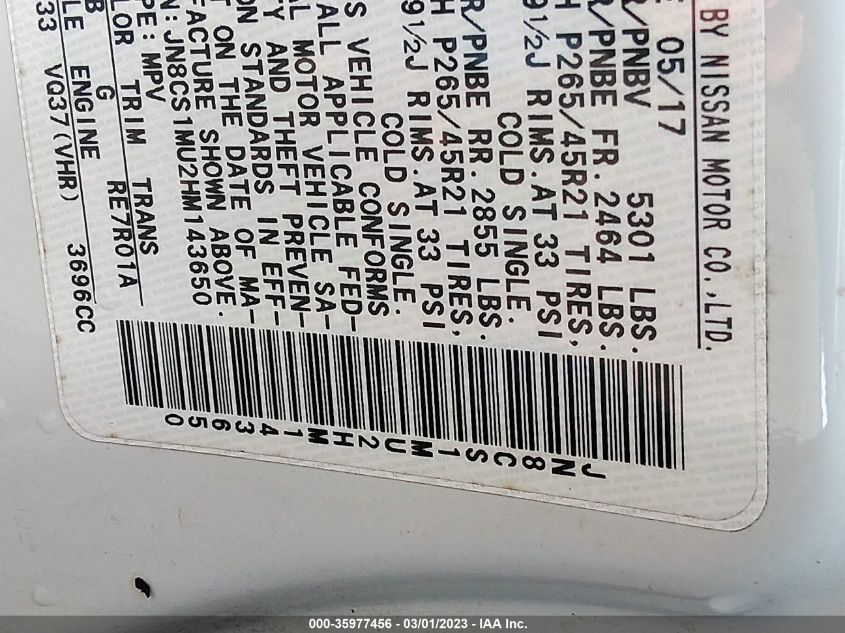 BY NISSAN MOTOR CO.,LTD.
05/17
R/PNBV 5301 LBS.
R/PNBE FR. 2464 LBS.
H P265/45R21 TIRES,
9½J RIMS.AT 33 PSI
COLD SINGLE.
R/PNBE RR. 2855 LBS.
H P265/45R21 TIRES,
9½J RIMS.AT 33 PSI
COLD SINGLE.
S VEHICLE CONFORMS
ALL APPLICABLE FED-
AL MOTOR VEHICLE SA-
TY AND THEFT PREVEN-
ON STANDARDS IN EFF-
T ON THE DATE OF MA-
FACTURE SHOWN ABOVE.
N:JN8CS1MU2HM143650
PE:MPV
LOR TRIM TRANS
B G RE7R01A
LE ENGINE
33 VQ37(VHR) 3696CC
JN8CS1MU2HM143650
000-35977456 - 03/01/2023 - IAA Inc.